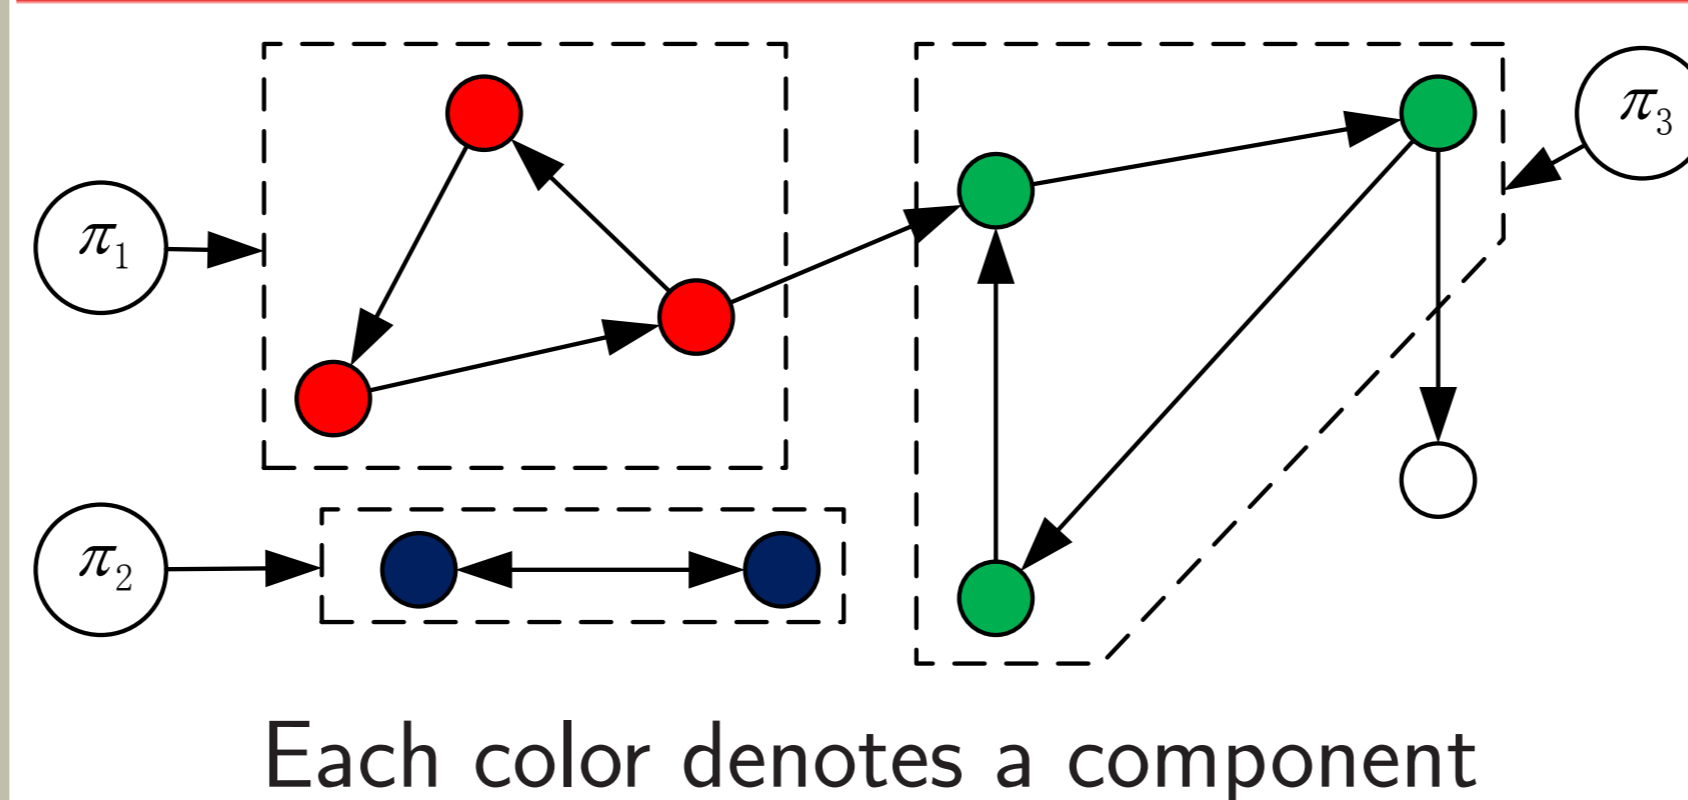 π₁
π₂
π₃
Each color denotes a component